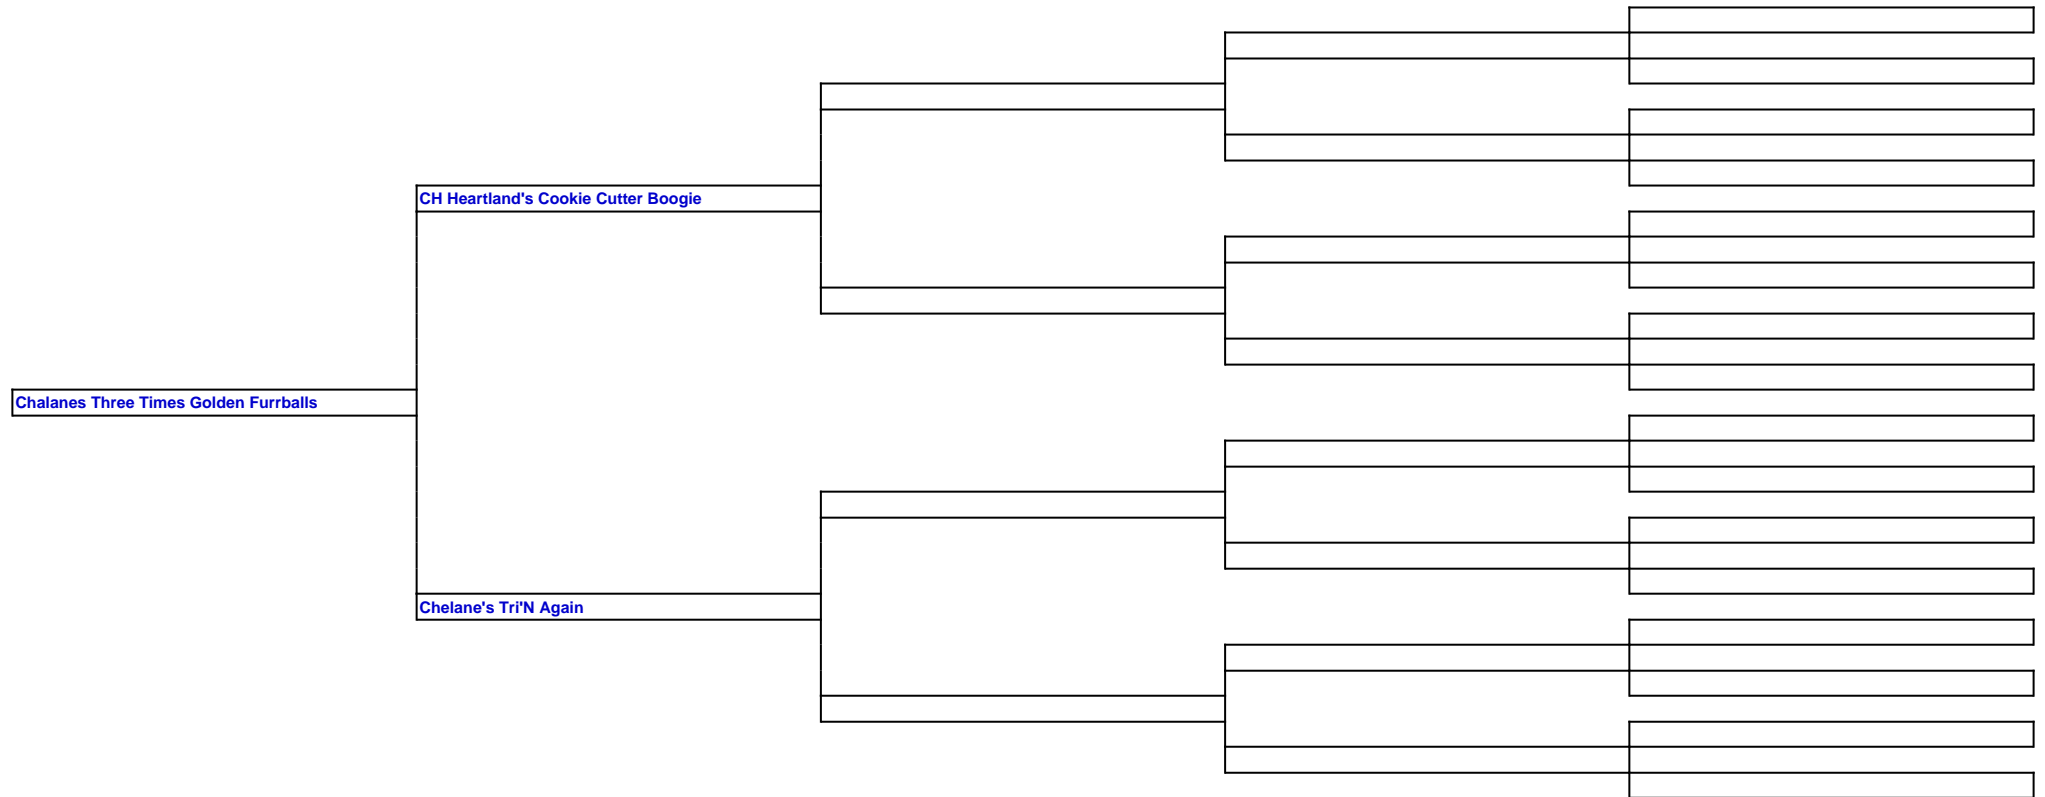 CH Heartland's Cookie Cutter Boogie
Chalanes Three Times Golden Furrballs
Chelane's Tri'N Again